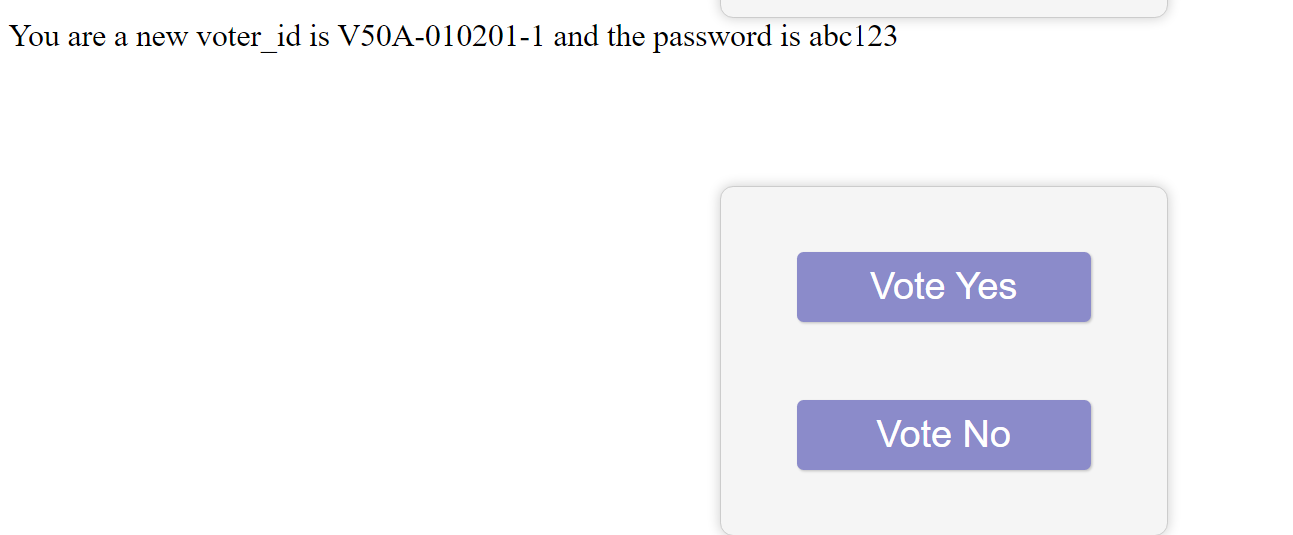 You are a new voter_id is V50A-010201-1 and the password is abc123
Vote Yes
Vote No